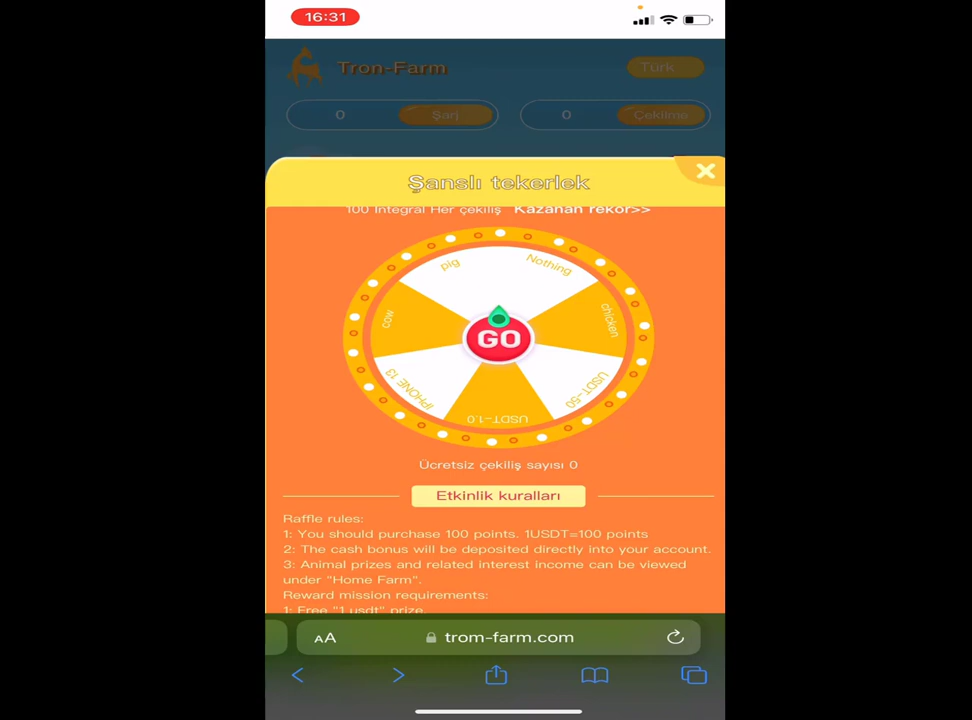 16:31
Tron-Farm
Türk
0 Şarj
0 Çekilme
Şanslı tekerlek
100 Integral Her çekiliş Kazanan rekor>>
pig
Nothing
cow
chicken
GO
IPHONE 13
USDT-50
USDT-1.0
Ücretsiz çekiliş sayısı 0
Etkinlik kuralları
Raffle rules:
1: You should purchase 100 points. 1USDT=100 points
2: The cash bonus will be deposited directly into your account.
3: Animal prizes and related interest income can be viewed
under "Home Farm".
Reward mission requirements:
1: Free "1 usdt" prize.
AA trom-farm.com